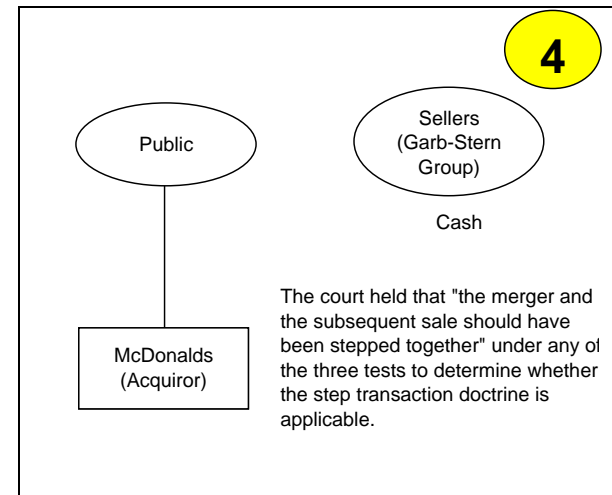 4
Public
Sellers
(Garb-Stern
Group)
Cash
McDonalds
(Acquiror)
The court held that "the merger and
the subsequent sale should have
been stepped together" under any of
the three tests to determine whether
the step transaction doctrine is
applicable.